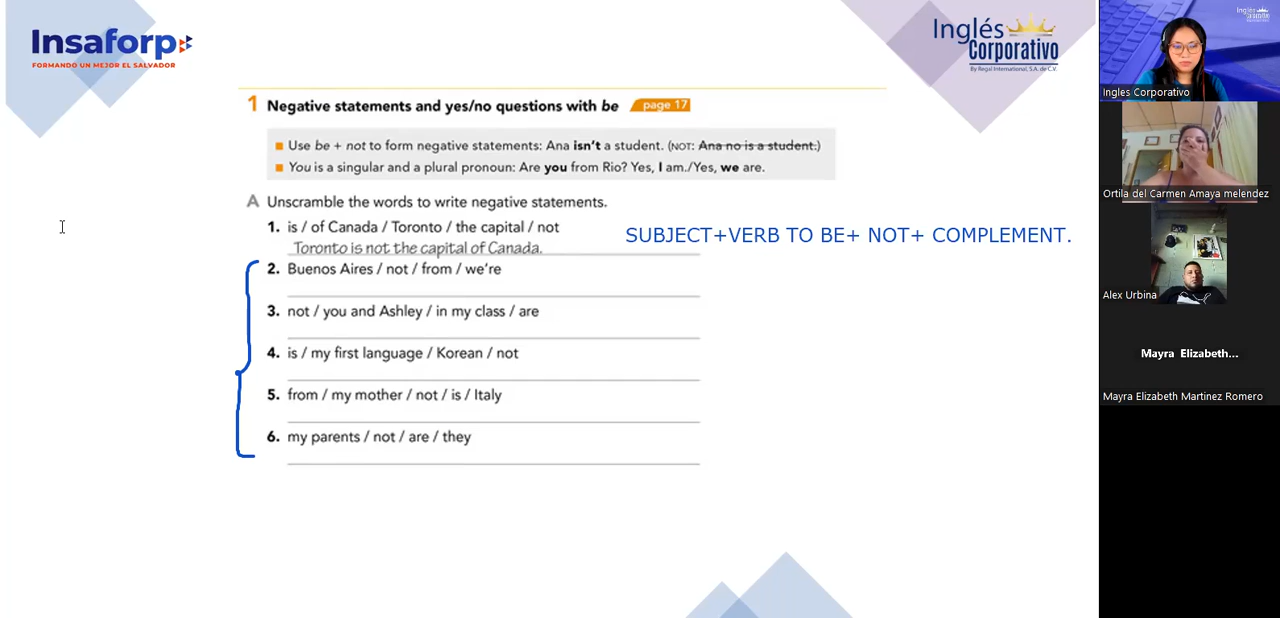 Insaforp
FORMANDO UN MEJOR EL SALVADOR
Inglés
Corporativo
By Regal International, S.A. de C.V.
1 Negative statements and yes/no questions with be page 17
Use be + not to form negative statements: Ana isn't a student. (NOT: Ana no is a student.)
You is a singular and a plural pronoun: Are you from Rio? Yes, I am./Yes, we are.
A Unscramble the words to write negative statements.
1. is / of Canada / Toronto / the capital / not
Toronto is not the capital of Canada.
SUBJECT+VERB TO BE+ NOT+ COMPLEMENT.
2. Buenos Aires / not / from / we're
3. not / you and Ashley / in my class / are
4. is / my first language / Korean / not
5. from / my mother / not / is / Italy
6. my parents / not / are / they
Inglés
Ingles Corporativo
Ortila del Carmen Amaya melendez
Alex Urbina
Mayra Elizabeth...
Mayra Elizabeth Martinez Romero